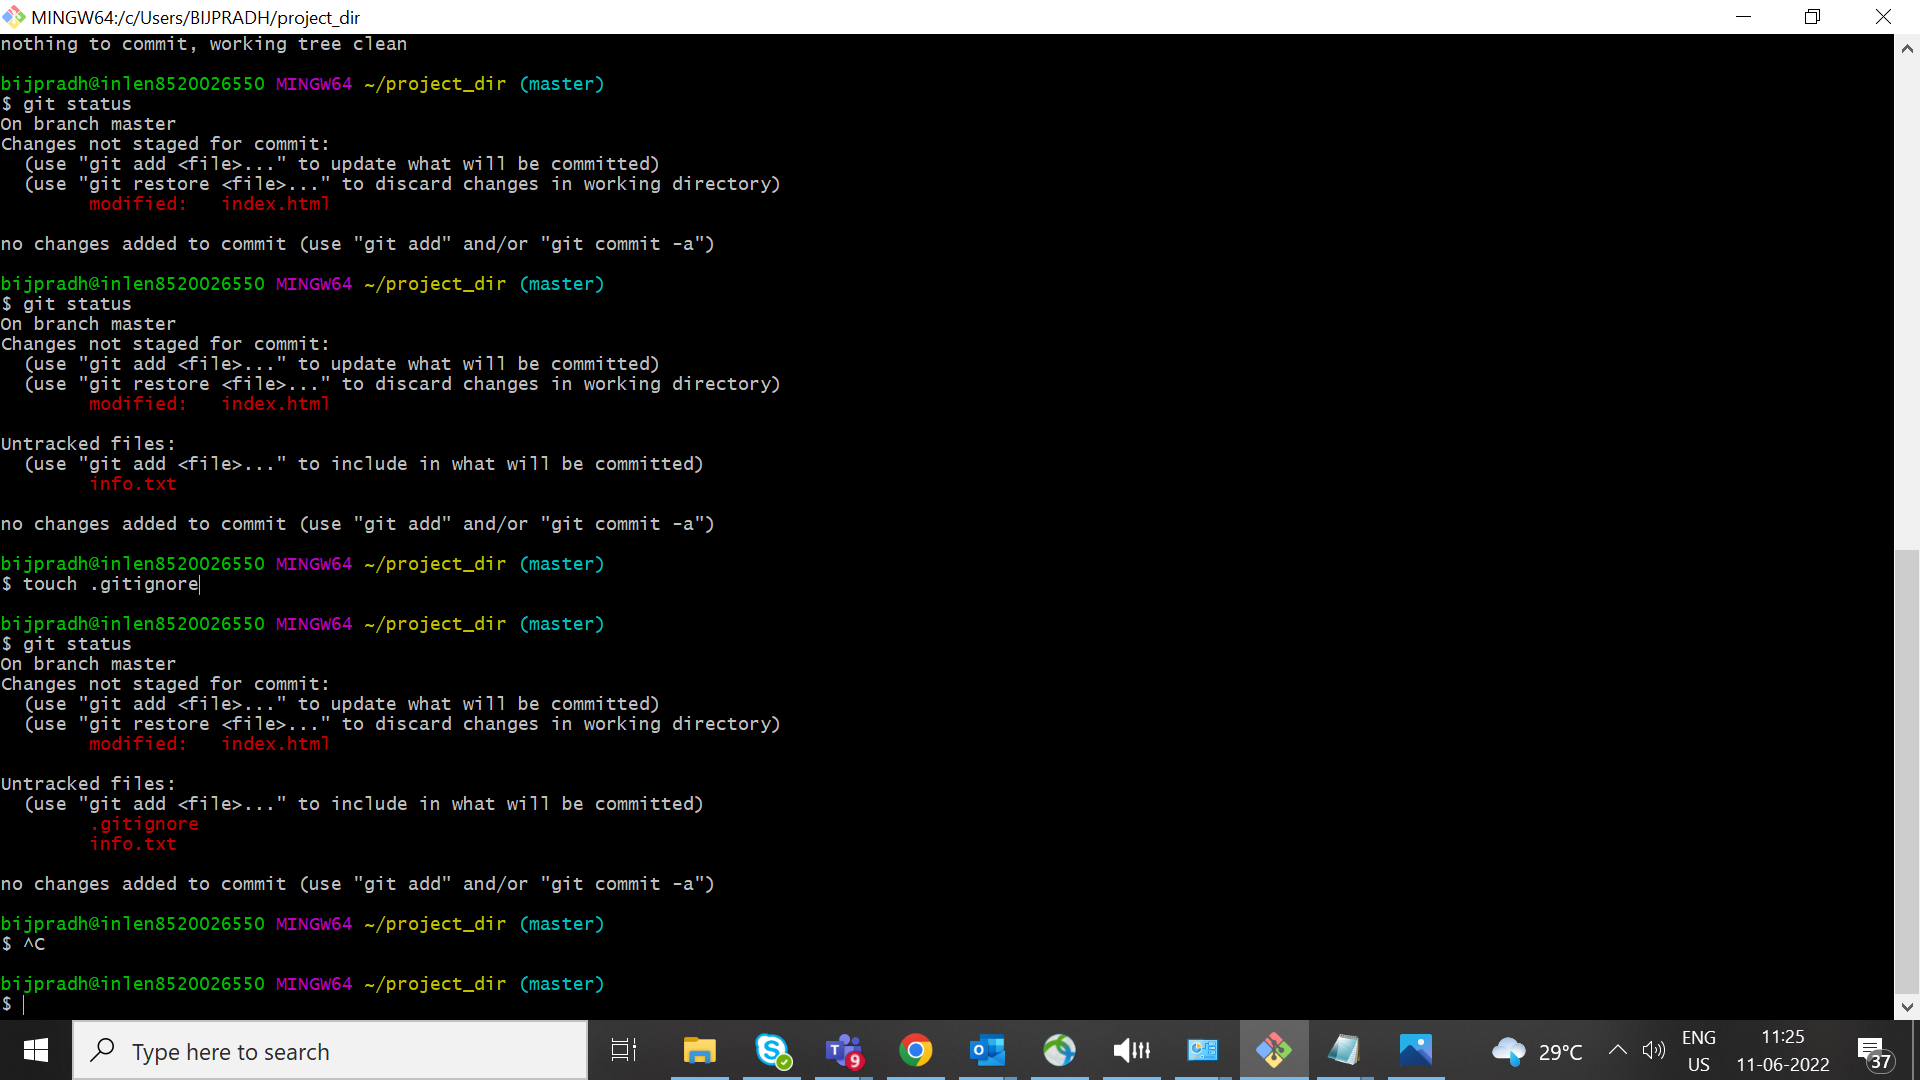 MINGW64:/c/Users/BIJPRADH/project_dir
nothing to commit, working tree clean
bijpradh@inlen8520026550 MINGW64 ~/project_dir (master)
$ git status
On branch master
Changes not staged for commit:
(use "git add <file>..." to update what will be committed)
(use "git restore <file>..." to discard changes in working directory)
modified: index.html
no changes added to commit (use "git add" and/or "git commit -a")
bijpradh@inlen8520026550 MINGW64 ~/project_dir (master)
$ git status
On branch master
Changes not staged for commit:
(use "git add <file>..." to update what will be committed)
(use "git restore <file>..." to discard changes in working directory)
modified: index.html
Untracked files:
(use "git add <file>..." to include in what will be committed)
info.txt
no changes added to commit (use "git add" and/or "git commit -a")
bijpradh@inlen8520026550 MINGW64 ~/project_dir (master)
$ touch .gitignore
bijpradh@inlen8520026550 MINGW64 ~/project_dir (master)
$ git status
On branch master
Changes not staged for commit:
(use "git add <file>..." to update what will be committed)
(use "git restore <file>..." to discard changes in working directory)
modified: index.html
Untracked files:
(use "git add <file>..." to include in what will be committed)
.gitignore
info.txt
no changes added to commit (use "git add" and/or "git commit -a")
bijpradh@inlen8520026550 MINGW64 ~/project_dir (master)
$ ^C
bijpradh@inlen8520026550 MINGW64 ~/project_dir (master)
$
Type here to search
9
29°C
ENG
US
11:25
11-06-2022
37